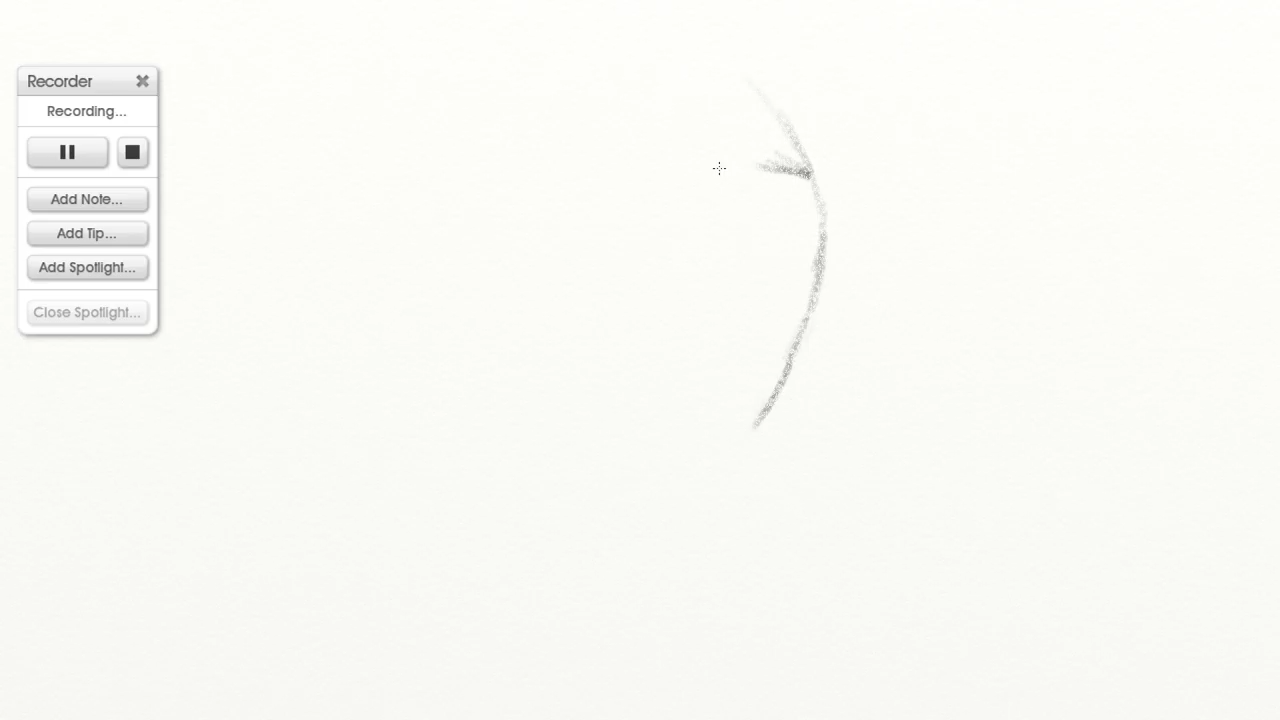 Recorder
Recording...
Add Note...
Add Tip...
Add Spotlight...
Close Spotlight...